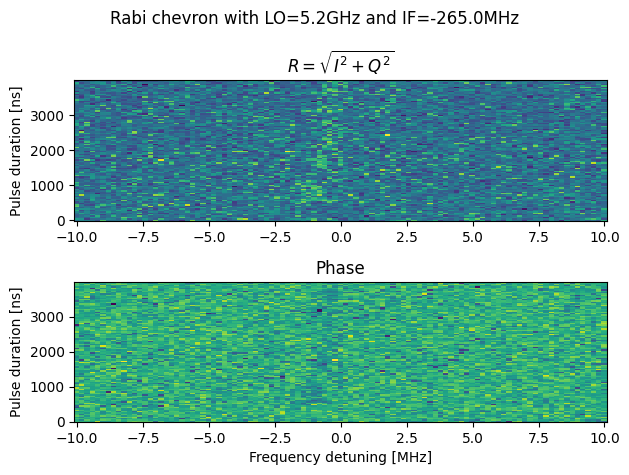 Rabi chevron with LO=5.2GHz and IF=-265.0MHz
R = √I² + Q²
Pulse duration [ns]
3000
2000
1000
0
−10.0 −7.5 −5.0 −2.5 0.0 2.5 5.0 7.5 10.0
Phase
Pulse duration [ns]
3000
2000
1000
0
−10.0 −7.5 −5.0 −2.5 0.0 2.5 5.0 7.5 10.0
Frequency detuning [MHz]